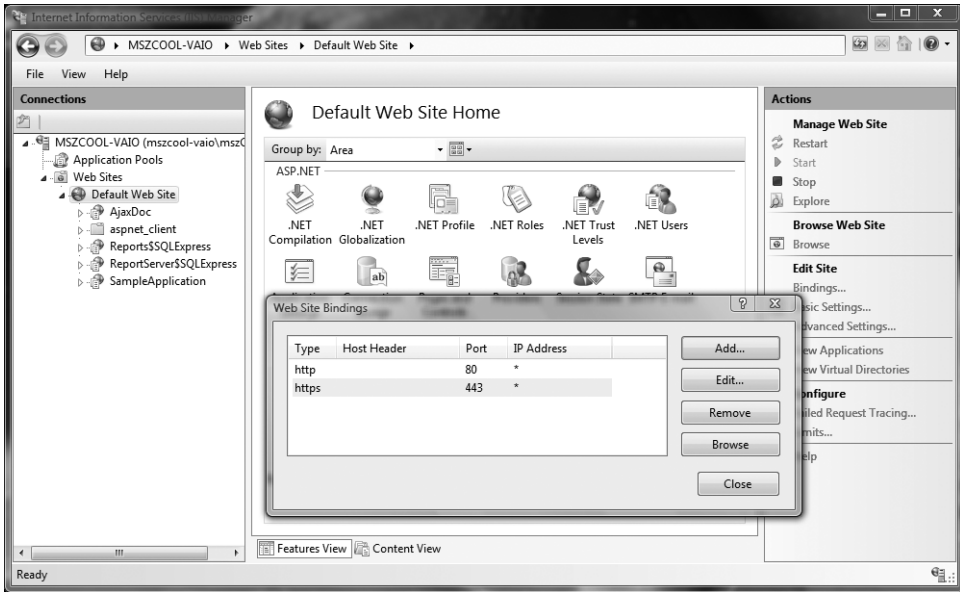 Internet Information Services (IIS) Manager
MSZCOOL-VAIO Web Sites Default Web Site
File View Help
Connections
MSZCOOL-VAIO (mszcool-vaio\mszC
Application Pools
Web Sites
Default Web Site
AjaxDoc
aspnet_client
Reports$SQLExpress
ReportServer$SQLExpress
SampleApplication
Default Web Site Home
Group by: Area
ASP.NET
.NET Compilation
.NET Globalization
.NET Profile
.NET Roles
.NET Trust Levels
.NET Users
ab
Web Site Bindings
Type Host Header Port IP Address
http 80 *
https 443 *
Add...
Edit...
Remove
Browse
Close
Features View Content View
Actions
Manage Web Site
Restart
Start
Stop
Explore
Browse Web Site
Browse
Edit Site
Bindings...
asic Settings...
dvanced Settings...
ew Applications
ew Virtual Directories
onfigure
iled Request Tracing...
mits...
elp
Ready